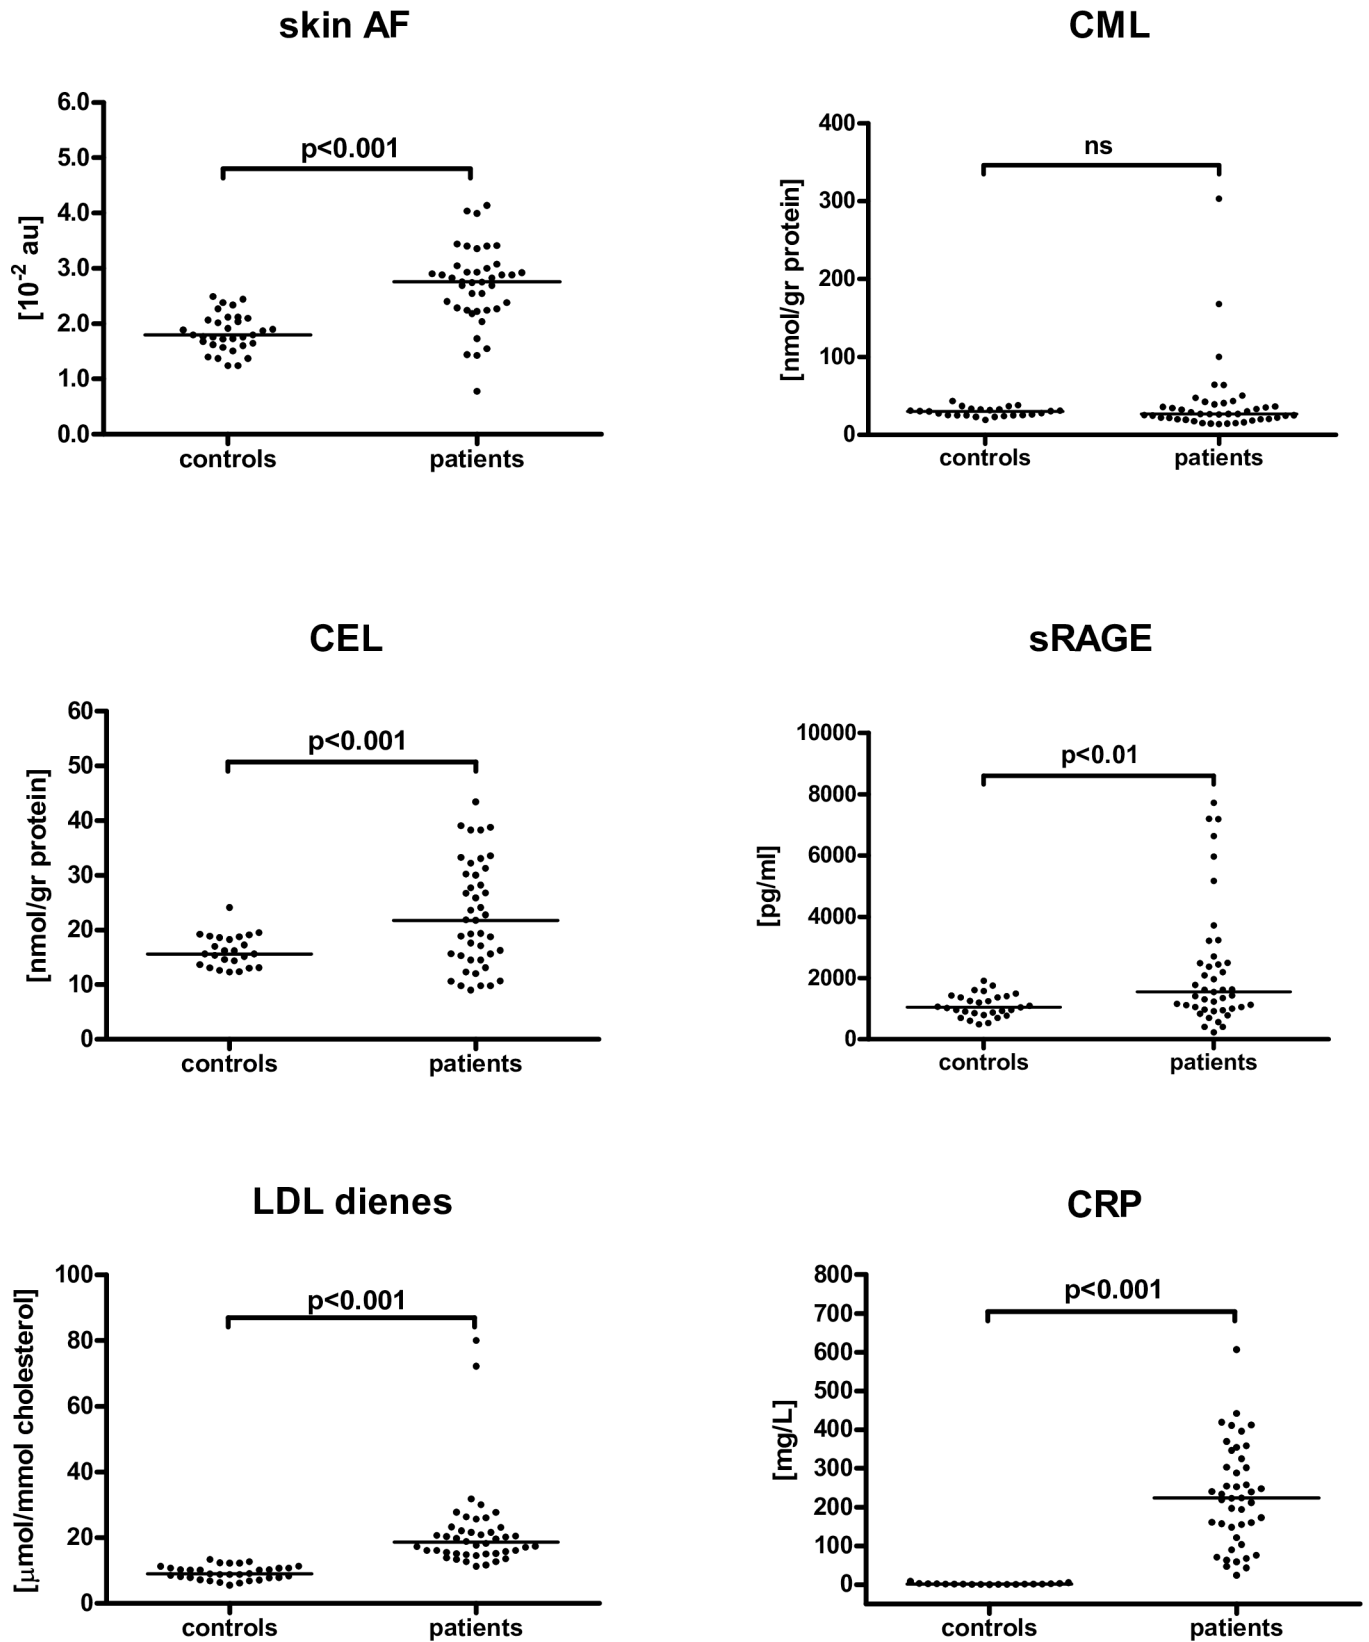 skin AF
6.0
5.0
4.0
3.0
2.0
1.0
0.0
[10-2 au]
p<0.001
controls patients
CML
400
300
200
100
0
[nmol/gr protein]
ns
controls patients
CEL
60
50
40
30
20
10
0
[nmol/gr protein]
p<0.001
controls patients
sRAGE
10000
8000
6000
4000
2000
0
[pg/ml]
p<0.01
controls patients
LDL dienes
100
80
60
40
20
0
[µmol/mmol cholesterol]
p<0.001
controls patients
CRP
800
700
600
500
400
300
200
100
0
[mg/L]
p<0.001
controls patients